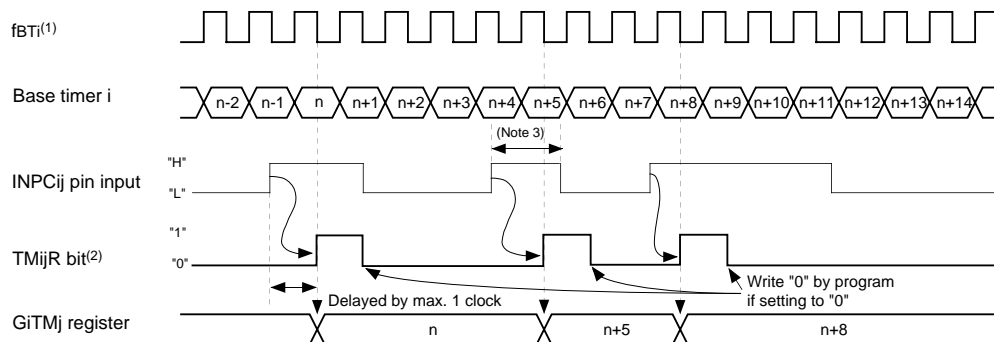 fBTi(1)
Base timer i
n-2 n-1 n n+1 n+2 n+3 n+4 n+5 n+6 n+7 n+8 n+9 n+10 n+11 n+12 n+13 n+14
(Note 3)
"H"
INPCij pin input
"L"
"1"
TMijR bit(2)
"0"
Write "0" by program
if setting to "0"
Delayed by max. 1 clock
GiTMj register
n n+5 n+8